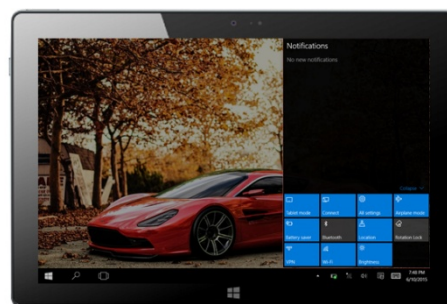 Notifications
No new notifications
Collapse
Tablet mode Connect All settings Airplane mode
Battery saver Bluetooth Location Rotation Lock
VPN Wi-Fi Brightness
7:46 PM
6/10/2015